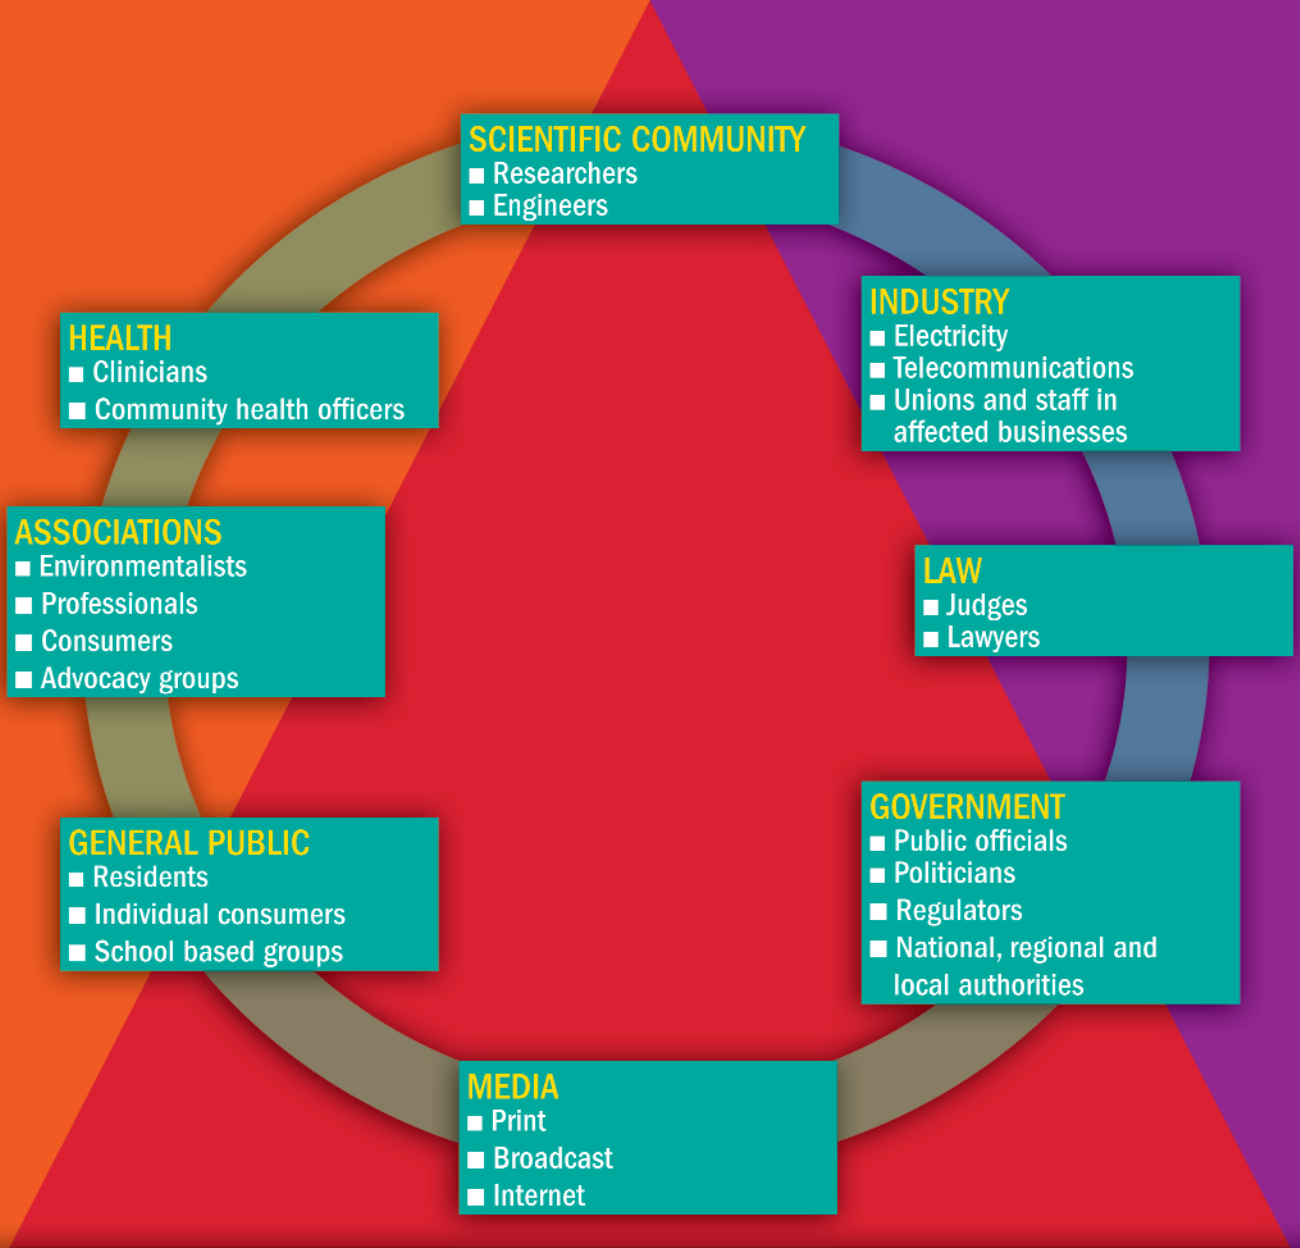 SCIENTIFIC COMMUNITY
■ Researchers
■ Engineers
INDUSTRY
■ Electricity
■ Telecommunications
■ Unions and staff in
affected businesses
LAW
■ Judges
■ Lawyers
GOVERNMENT
■ Public officials
■ Politicians
■ Regulators
■ National, regional and
local authorities
MEDIA
■ Print
■ Broadcast
■ Internet
GENERAL PUBLIC
■ Residents
■ Individual consumers
■ School based groups
ASSOCIATIONS
■ Environmentalists
■ Professionals
■ Consumers
■ Advocacy groups
HEALTH
■ Clinicians
■ Community health officers